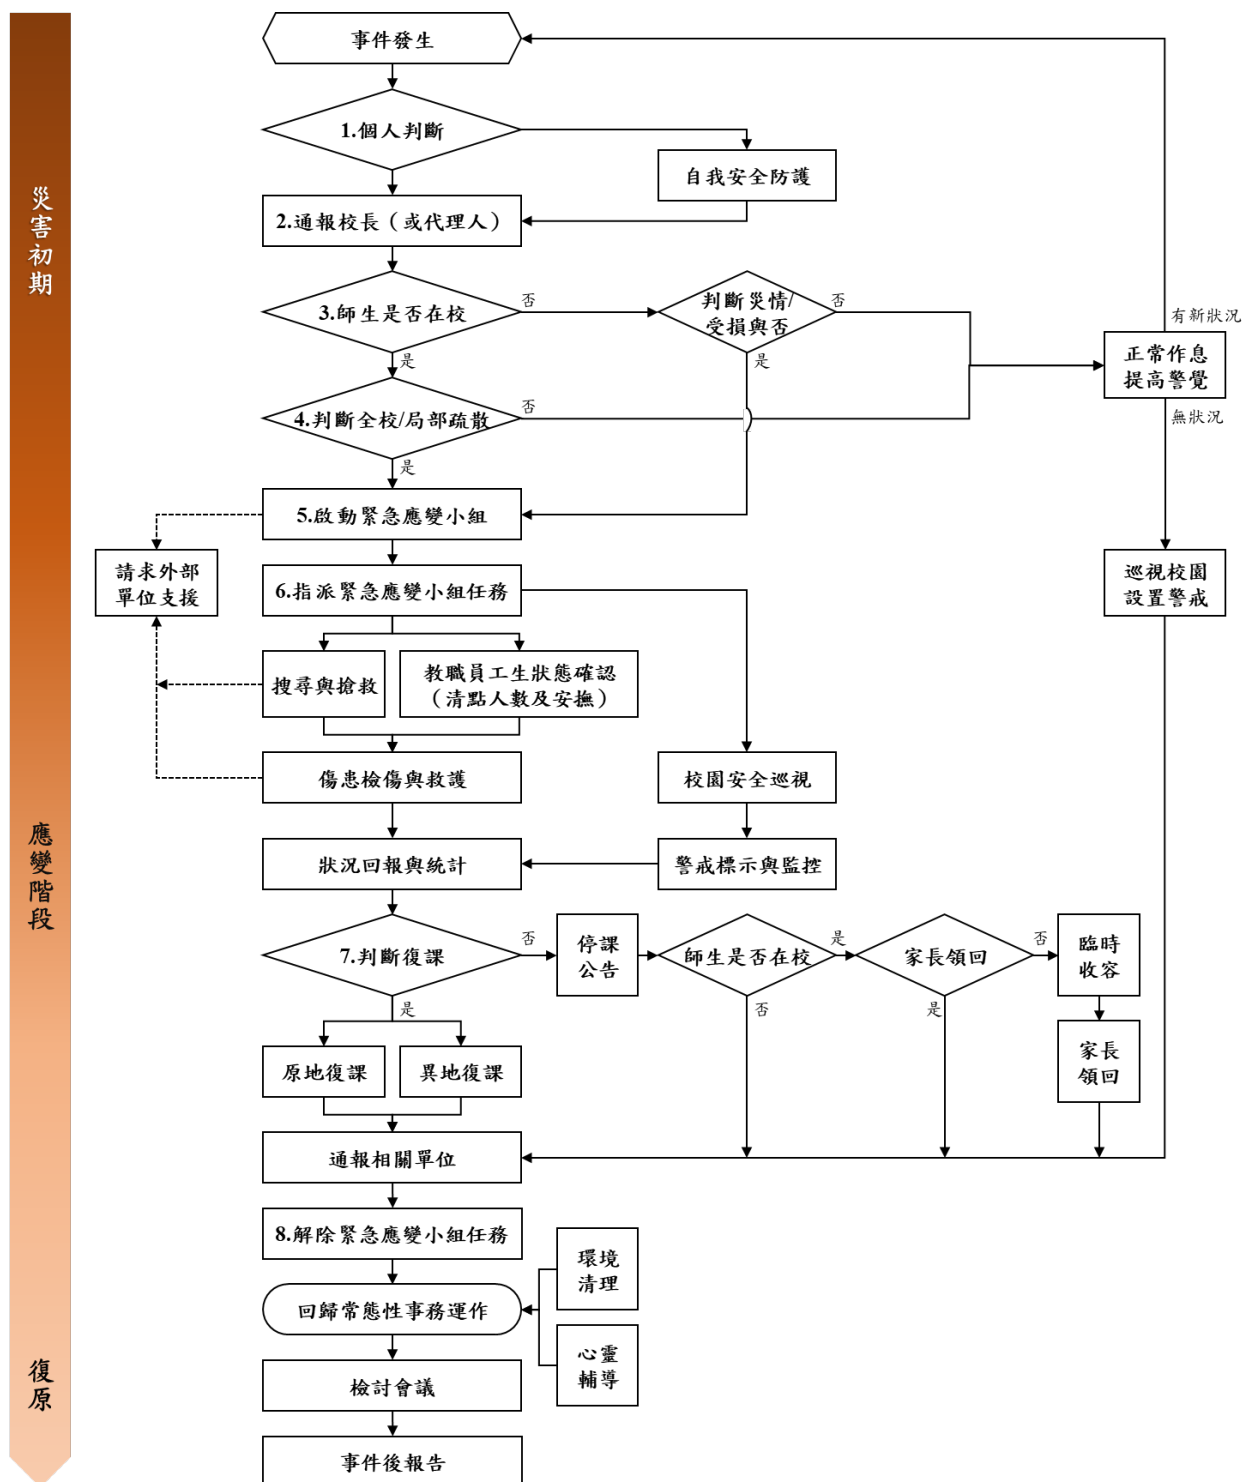 事件發生
1.個人判斷
自我安全防護
2.通報校長（或代理人）
災害初期
3.師生是否在校
否
判斷災情/
受損與否
否
有新狀況
正常作息
提高警覺
是
是
4.判斷全校/局部疏散
否
無狀況
是
5.啟動緊急應變小組
請求外部
單位支援
6.指派緊急應變小組任務
巡視校園
設置警戒
搜尋與搶救
教職員工生狀態確認
（清點人數及安撫）
傷患檢傷與救護
校園安全巡視
應變階段
狀況回報與統計
警戒標示與監控
7.判斷復課
否
停課
公告
師生是否在校
是
家長領回
否
臨時
收容
是
否
是
原地復課
異地復課
家長
領回
通報相關單位
8.解除緊急應變小組任務
環境
清理
回歸常態性事務運作
心靈
輔導
復原
檢討會議
事件後報告